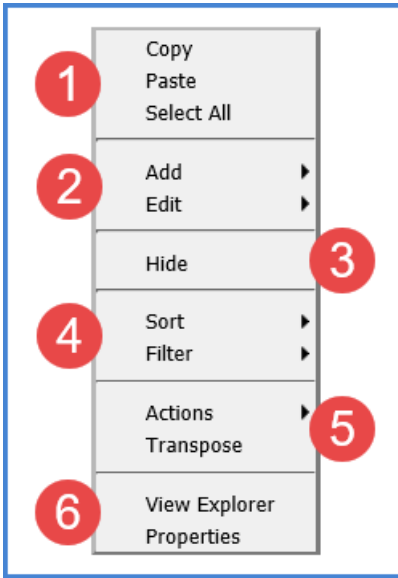 1
Copy
Paste
Select All
2
Add
Edit
3
Hide
4
Sort
Filter
5
Actions
Transpose
6
View Explorer
Properties